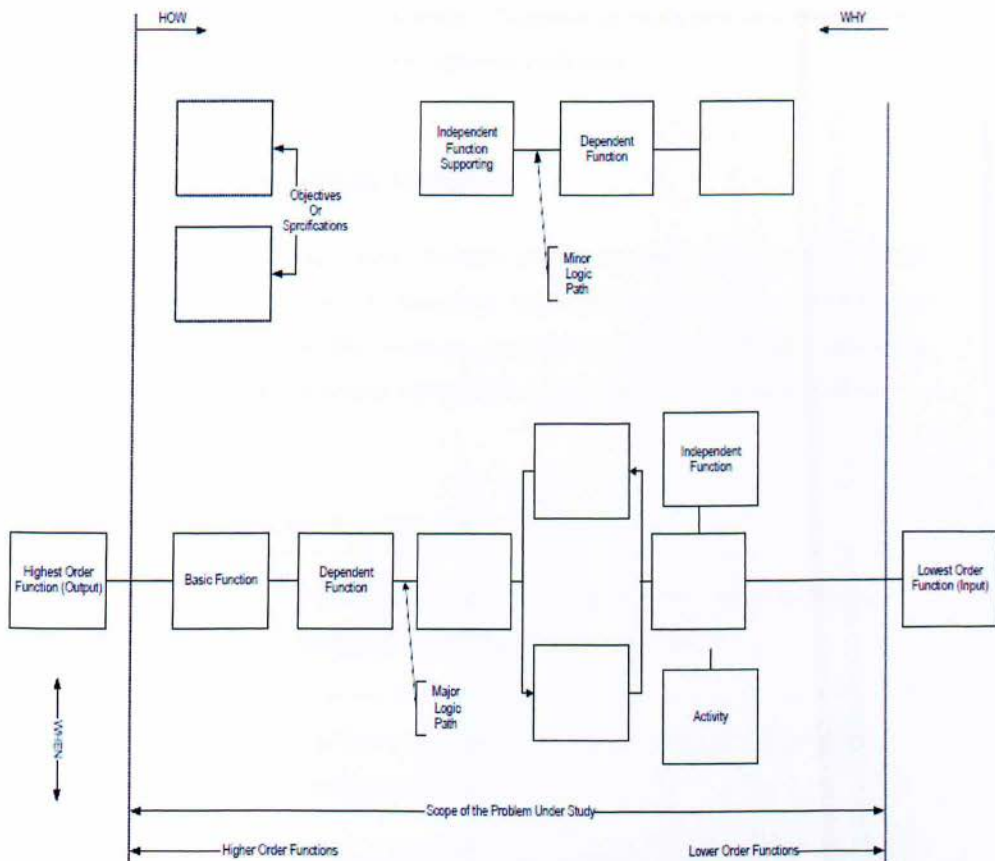 HOW
WHY
Independent
Function
Supporting
Dependent
Function
Objectives
Or
Sprcifications
Minor
Logic
Path
Independent
Function
Highest Order
Function (Output)
Basic Function
Dependent
Function
Lowest Order
Function (Input)
Major
Logic
Path
Activity
WHEN
Scope of the Problem Under Study
Higher Order Functions
Lower Order Functions